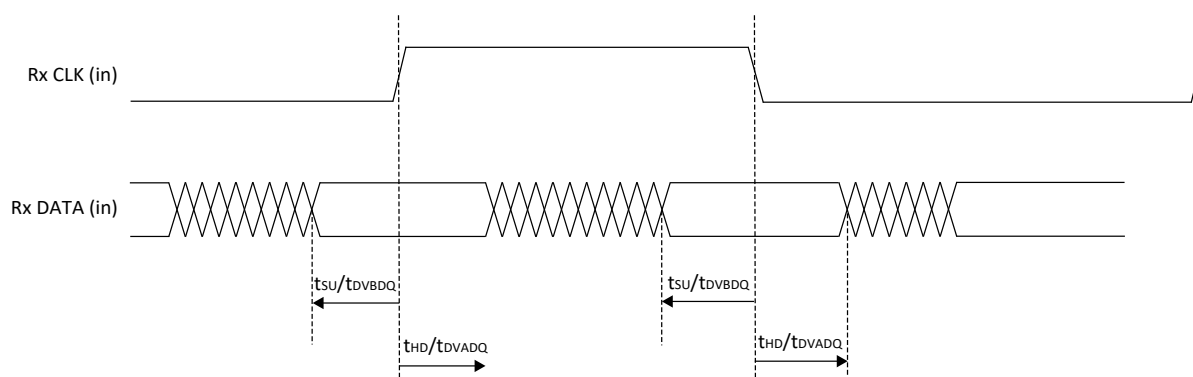 Rx CLK (in)
Rx DATA (in)
tSU/tDVBDQ
tSU/tDVBDQ
tHD/tDVADQ
tHD/tDVADQ